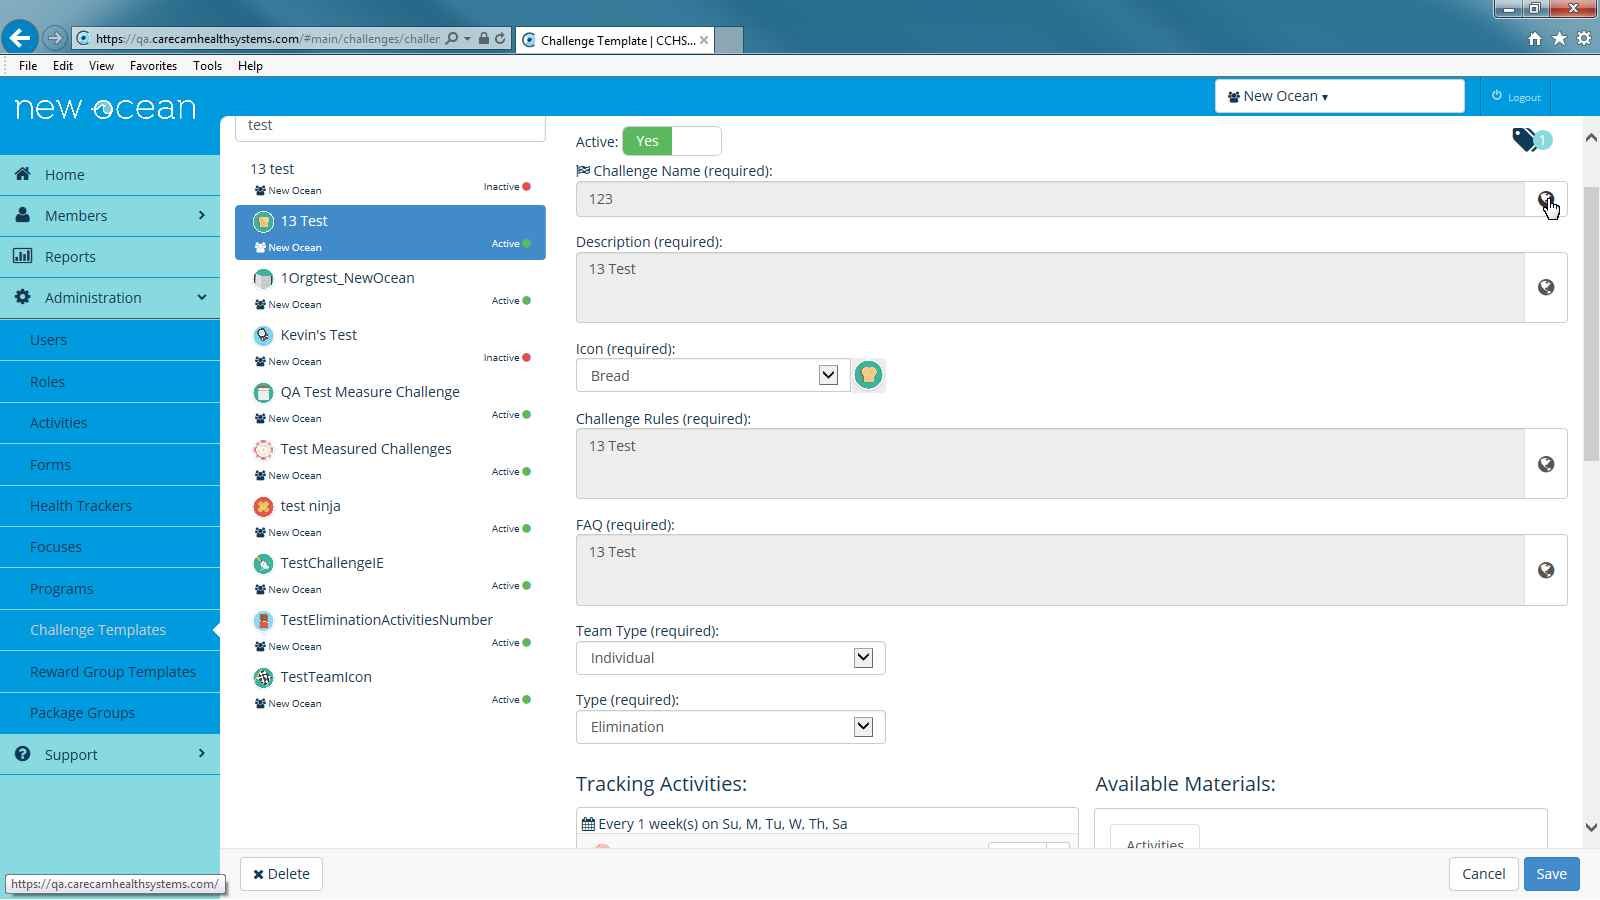 https://qa.carecamhealthsystems.com/#main/challenges/challer
Challenge Template | CCHS...
File Edit View Favorites Tools Help
new ocean
New Ocean
Logout
Home
Members
Reports
Administration
Users
Roles
Activities
Forms
Health Trackers
Focuses
Programs
Challenge Templates
Reward Group Templates
Package Groups
Support
https://qa.carecamhealthsystems.com/
test
13 test
New Ocean Inactive
13 Test
New Ocean Active
1Orgtest_NewOcean
New Ocean Active
Kevin's Test
New Ocean Inactive
QA Test Measure Challenge
New Ocean Active
Test Measured Challenges
New Ocean Active
test ninja
New Ocean Active
TestChallengeIE
New Ocean Active
TestEliminationActivitiesNumber
New Ocean Active
TestTeamIcon
New Ocean Active
Active: Yes
1
Challenge Name (required):
123
Description (required):
13 Test
Icon (required):
Bread
Challenge Rules (required):
13 Test
FAQ (required):
13 Test
Team Type (required):
Individual
Type (required):
Elimination
Tracking Activities:
Every 1 week(s) on Su, M, Tu, W, Th, Sa
Available Materials:
Activities
Delete
Cancel
Save